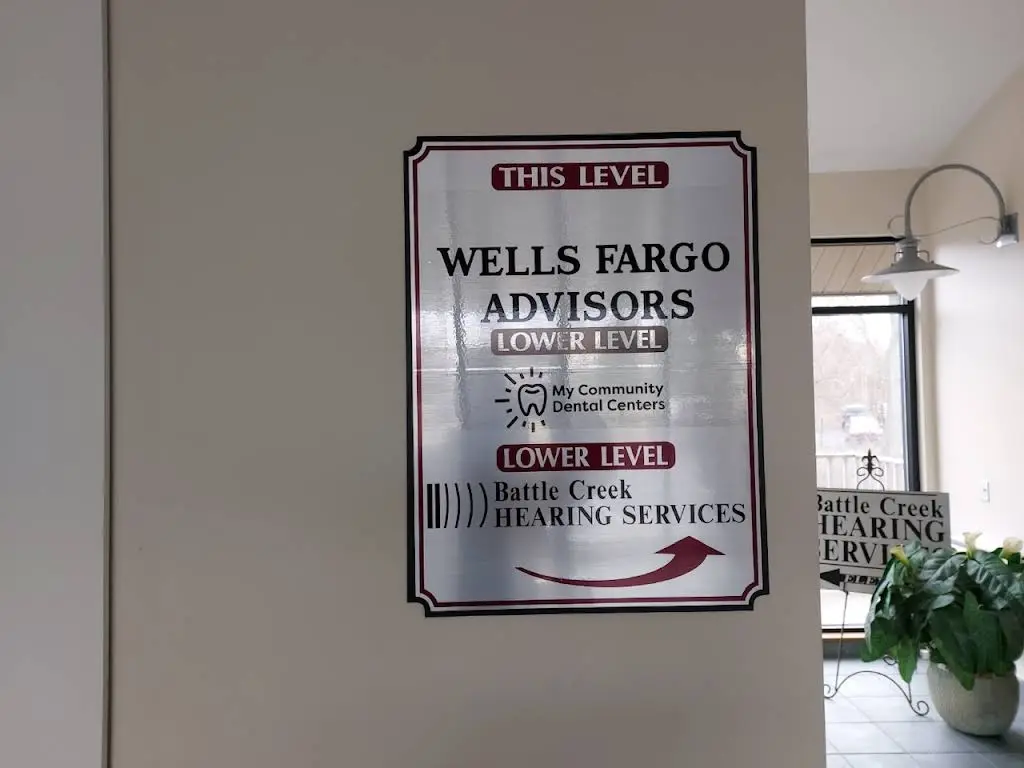 THIS LEVEL
WELLS FARGO
ADVISORS
LOWER LEVEL
My Community
Dental Centers
LOWER LEVEL
Battle Creek
HEARING SERVICES
Battle Creek
HEARING